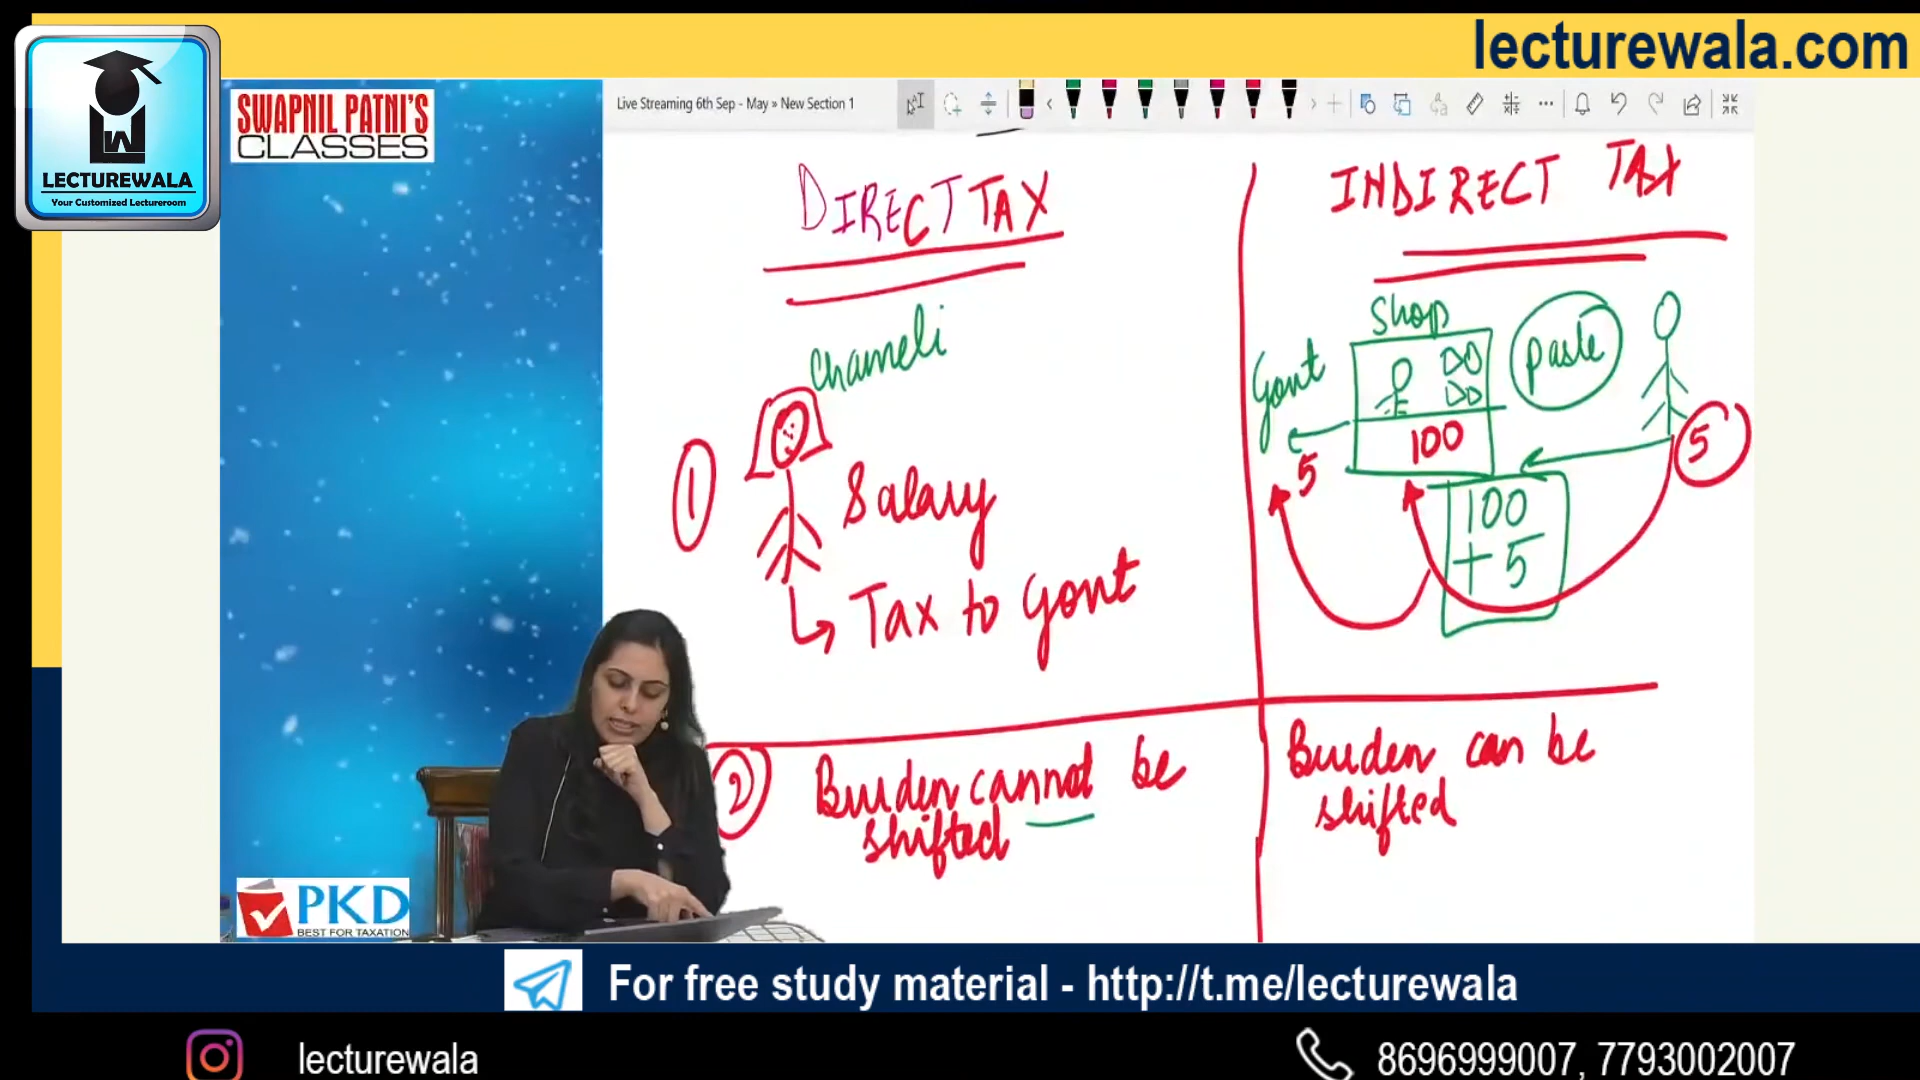 lecturewala.com
LW
LECTUREWALA
Your Customized Lectureroom
SWAPNIL PATNI'S
CLASSES
Live Streaming 6th Sep - May » New Section 1
DIRECT TAX
INDIRECT TAX
Chameli
Shop
Govt
paste
100
5
5
100
+ 5
1
Salary
Tax to Govt
2
Burden cannot be
shifted
Burden can be
shifted
PKD
BEST FOR TAXATION
For free study material - http://t.me/lecturewala
lecturewala
8696999007, 7793002007